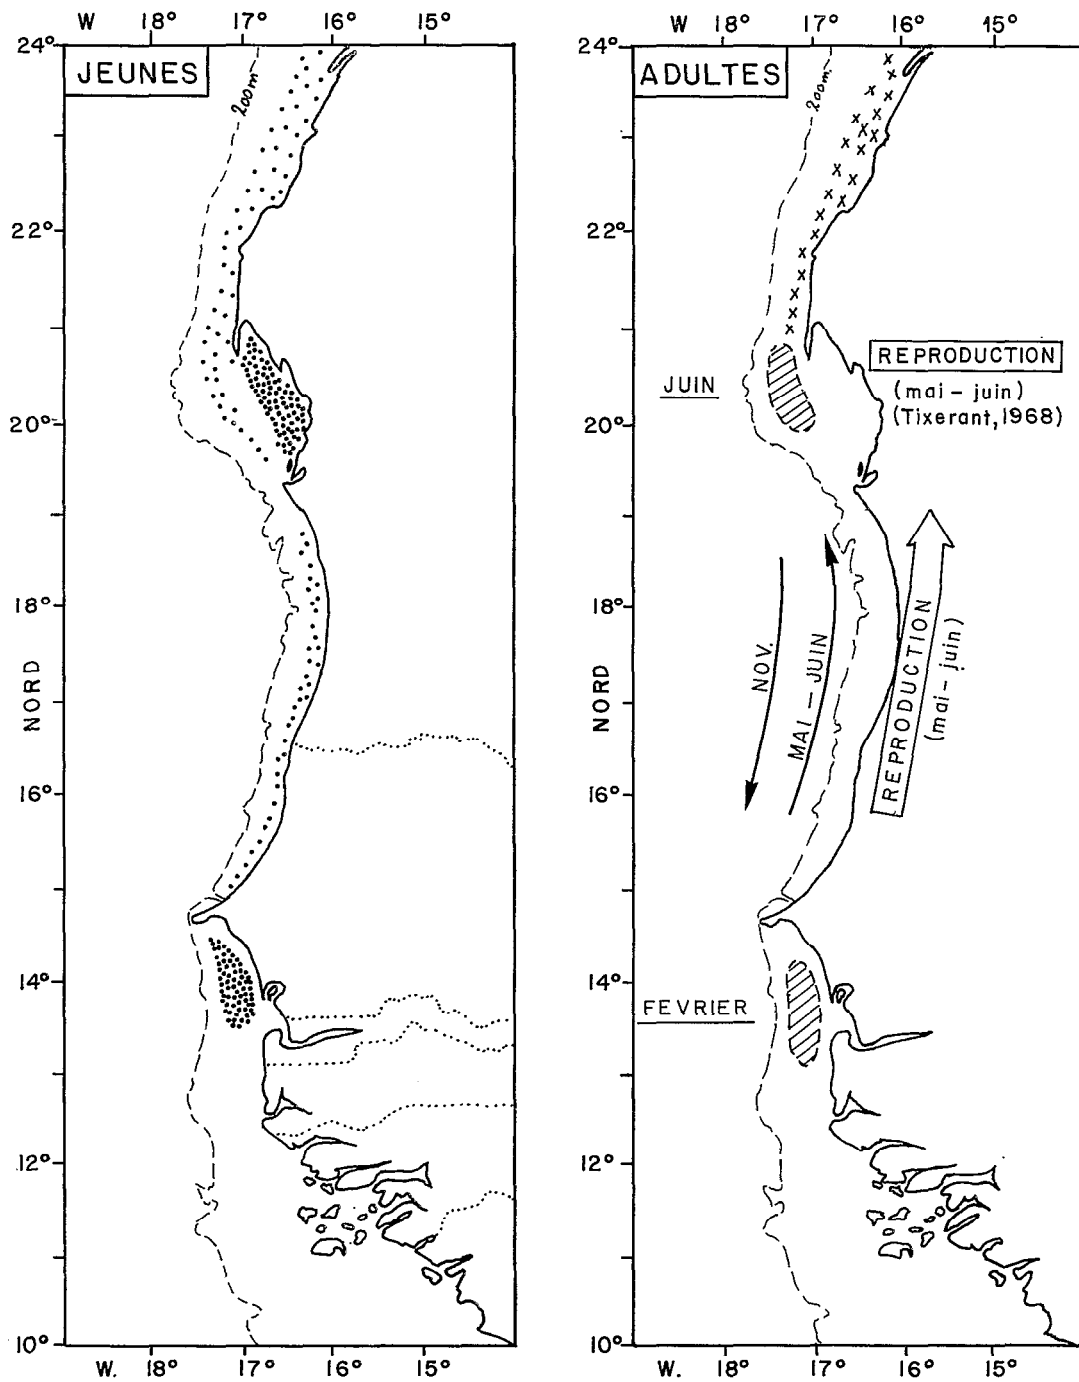 W 18° 17° 16° 15°
24°
JEUNES
200m
22°
20°
18°
NORD
16°
14°
12°
10°
W. 18° 17° 16° 15°
W 18° 17° 16° 15°
24°
ADULTES
200m
22°
REPRODUCTION
(mai – juin)
(Tixerant, 1968)
JUIN
20°
18°
NORD
NOV.
MAI – JUIN
REPRODUCTION
(mai – juin)
16°
14°
FEVRIER
12°
10°
W. 18° 17° 16° 15°